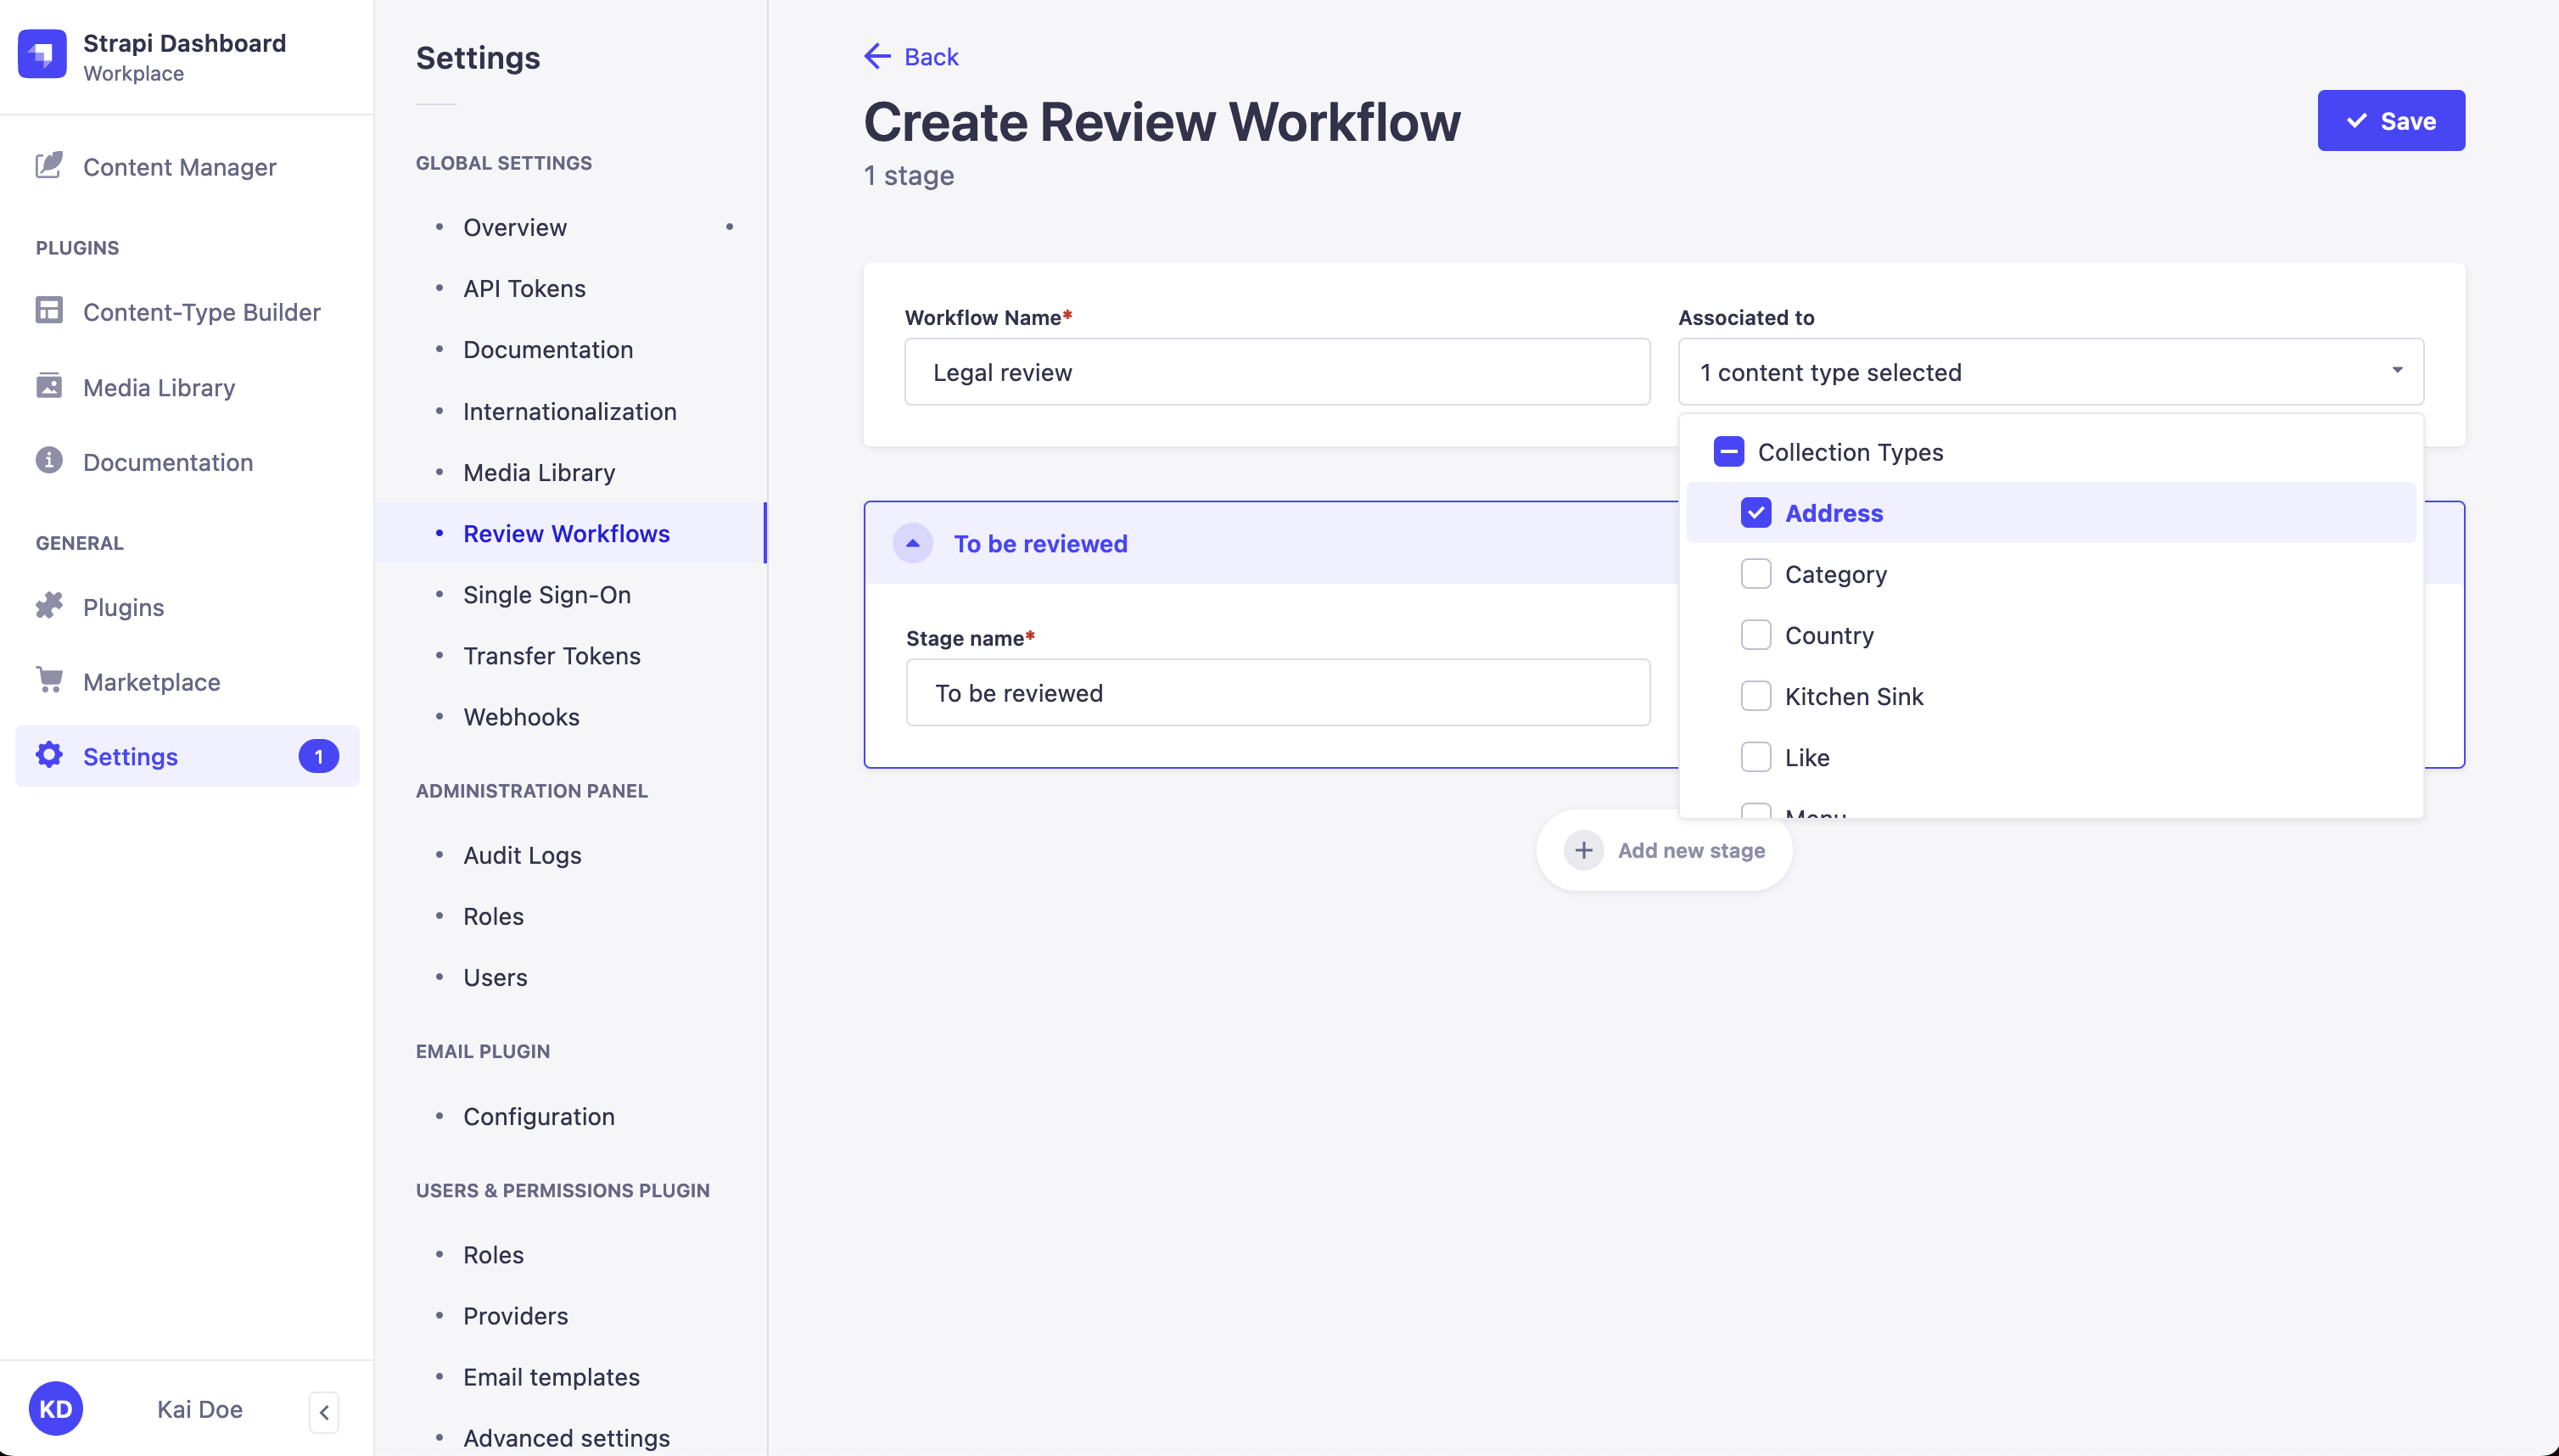 Strapi Dashboard
Workplace
Content Manager
PLUGINS
Content-Type Builder
Media Library
Documentation
GENERAL
Plugins
Marketplace
Settings
1
KD
Kai Doe
Settings
GLOBAL SETTINGS
Overview
API Tokens
Documentation
Internationalization
Media Library
Review Workflows
Single Sign-On
Transfer Tokens
Webhooks
ADMINISTRATION PANEL
Audit Logs
Roles
Users
EMAIL PLUGIN
Configuration
USERS & PERMISSIONS PLUGIN
Roles
Providers
Email templates
Advanced settings
Back
Create Review Workflow
1 stage
Save
Workflow Name*
Legal review
Associated to
1 content type selected
Collection Types
Address
Category
Country
Kitchen Sink
Like
Menu
To be reviewed
Stage name*
To be reviewed
Add new stage